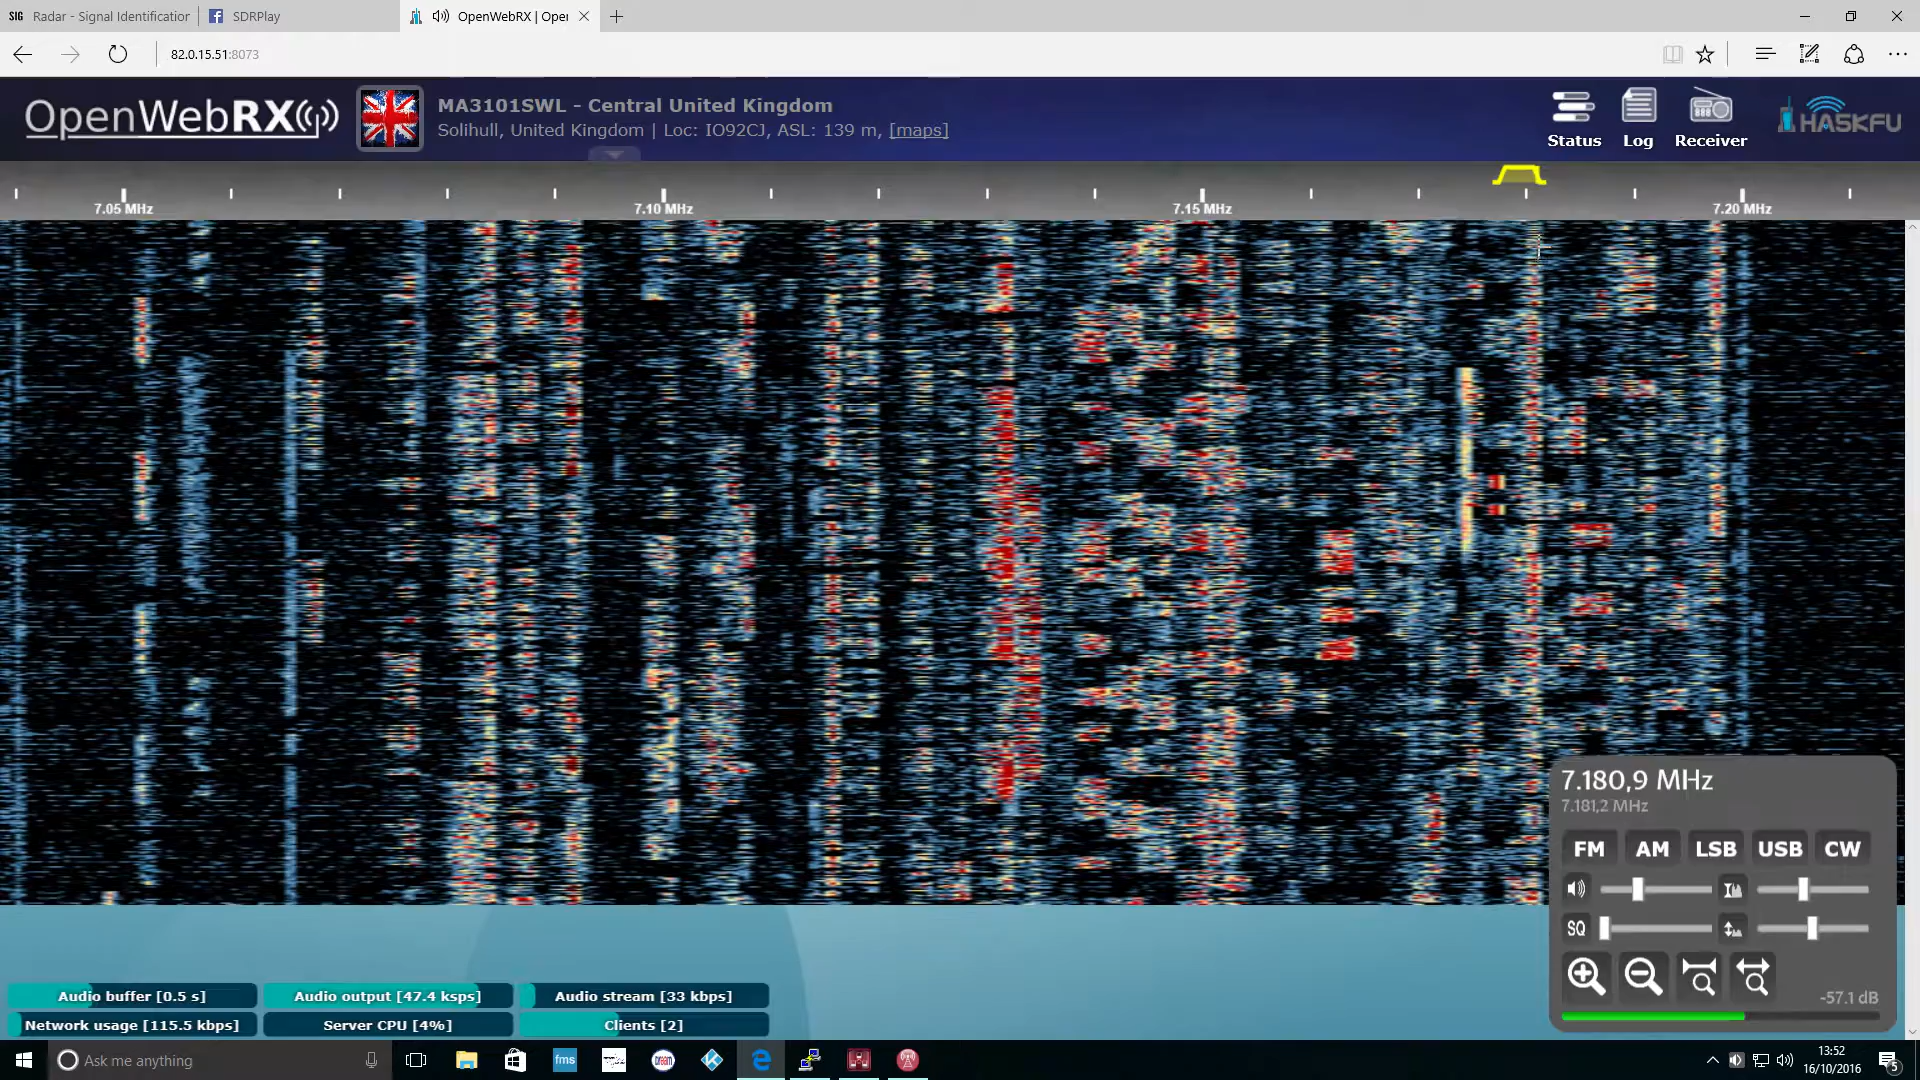 SIG Radar - Signal Identification
SDRPlay
OpenWebRX | Oper
82.0.15.51:8073
OpenWebRX
MA3101SWL - Central United Kingdom
Solihull, United Kingdom | Loc: IO92CJ, ASL: 139 m, [maps]
Status
Log
Receiver
HASKFU
7.05 MHz
7.10 MHz
7.15 MHz
7.20 MHz
7.180,9 MHz
7.181,2 MHz
FM
AM
LSB
USB
CW
SQ
-57.1 dB
Audio buffer [0.5 s]
Audio output [47.4 ksps]
Audio stream [33 kbps]
Network usage [115.5 kbps]
Server CPU [4%]
Clients [2]
Ask me anything
fms
dream
13:52
16/10/2016
5